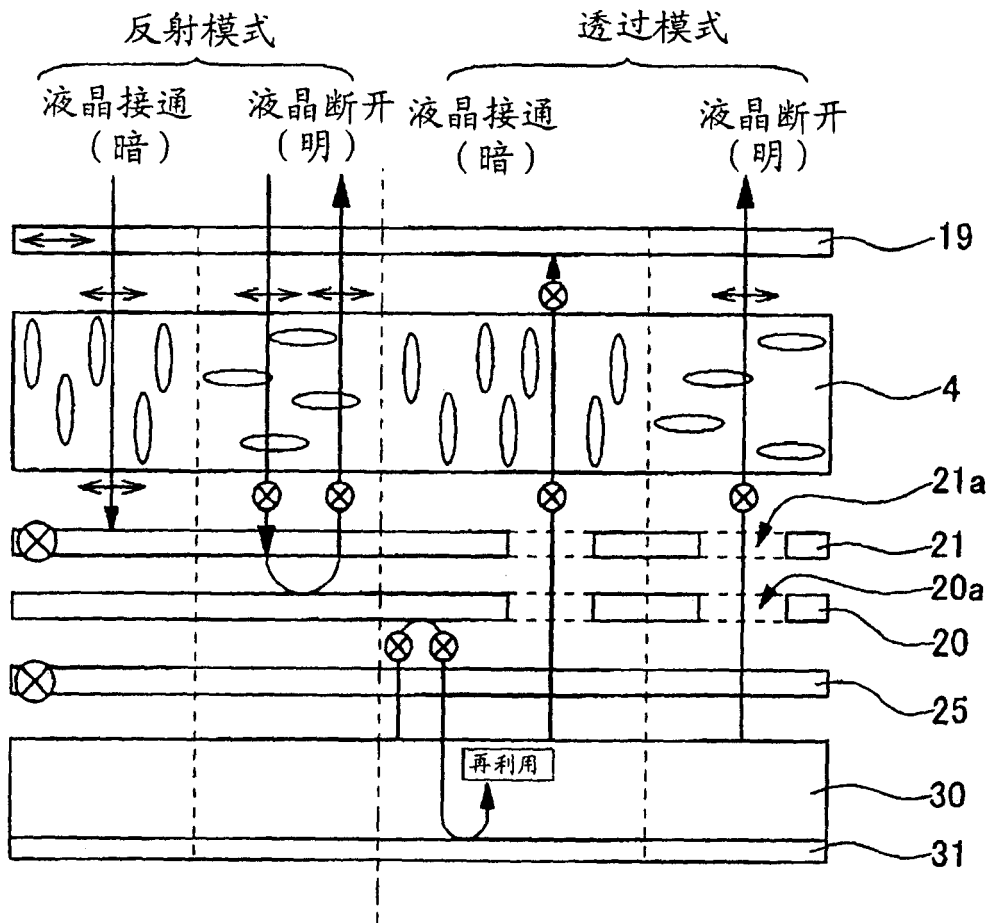 反射模式
透过模式
液晶接通
（暗）
液晶断开
（明）
液晶接通
（暗）
液晶断开
（明）
19
4
21a
21
20a
20
25
再利用
30
31